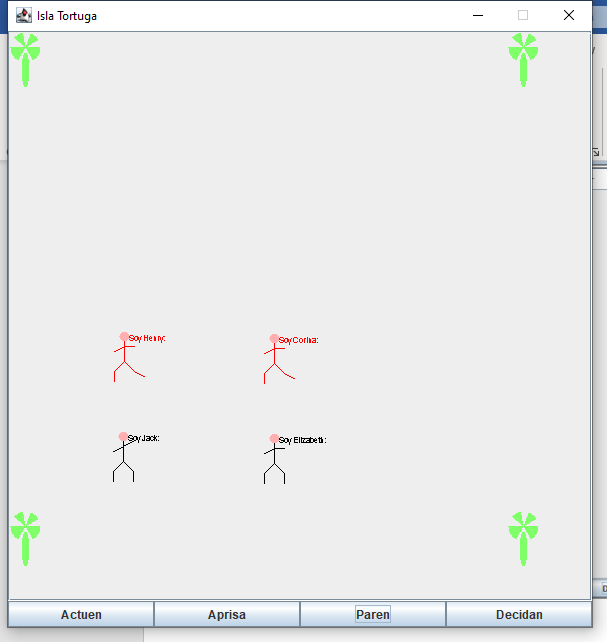 Isla Tortuga
Soy Henry:
Soy Corina:
Soy Jack:
Soy Elizabeth:
Actuen
Aprisa
Paren
Decidan